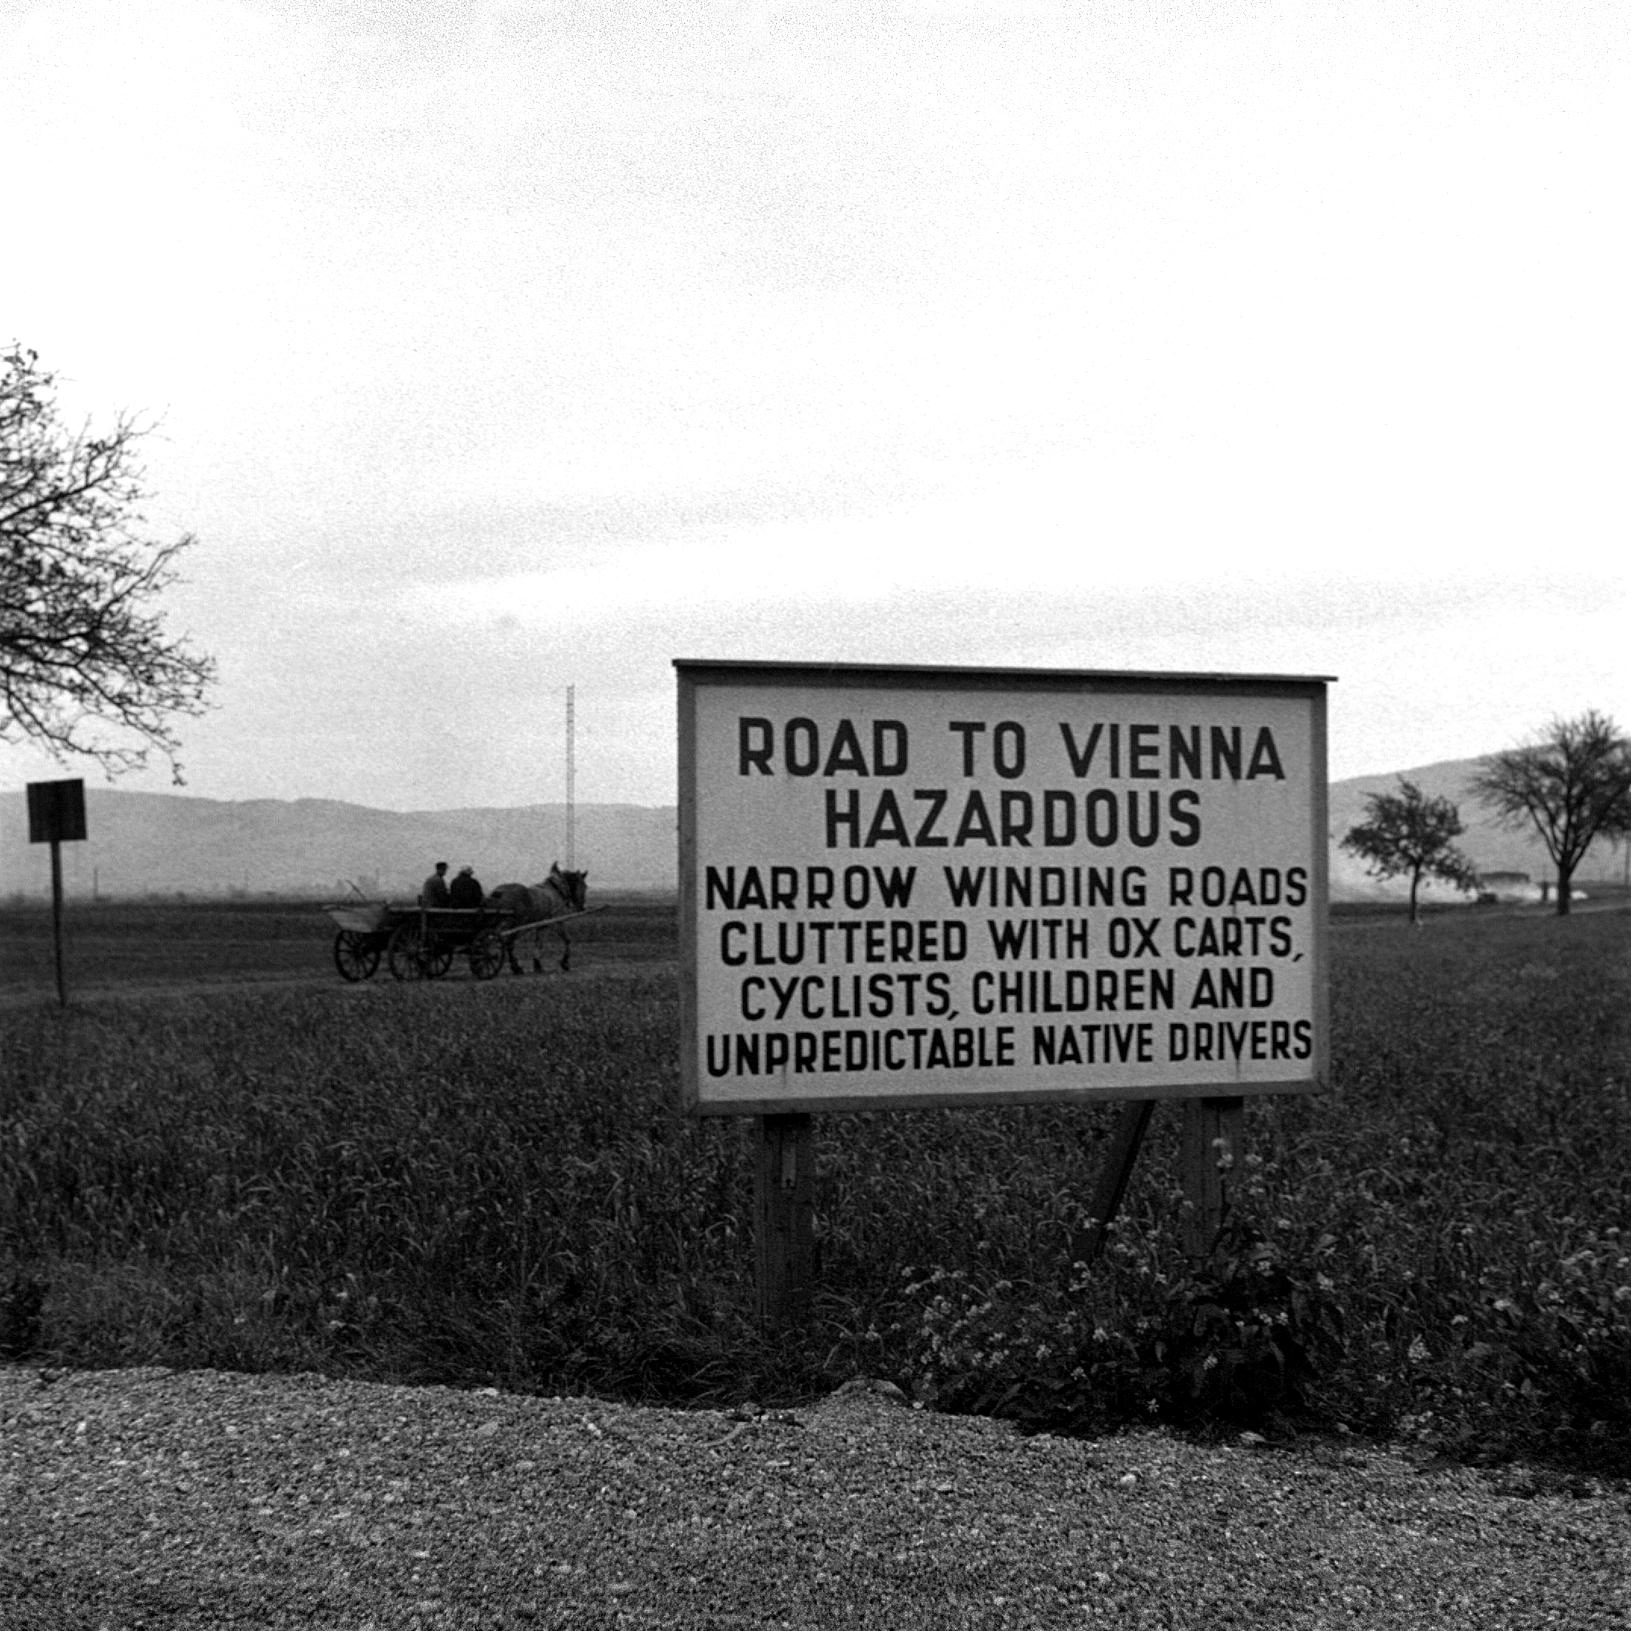 ROAD TO VIENNA
HAZARDOUS
NARROW WINDING ROADS
CLUTTERED WITH OX CARTS,
CYCLISTS, CHILDREN AND
UNPREDICTABLE NATIVE DRIVERS